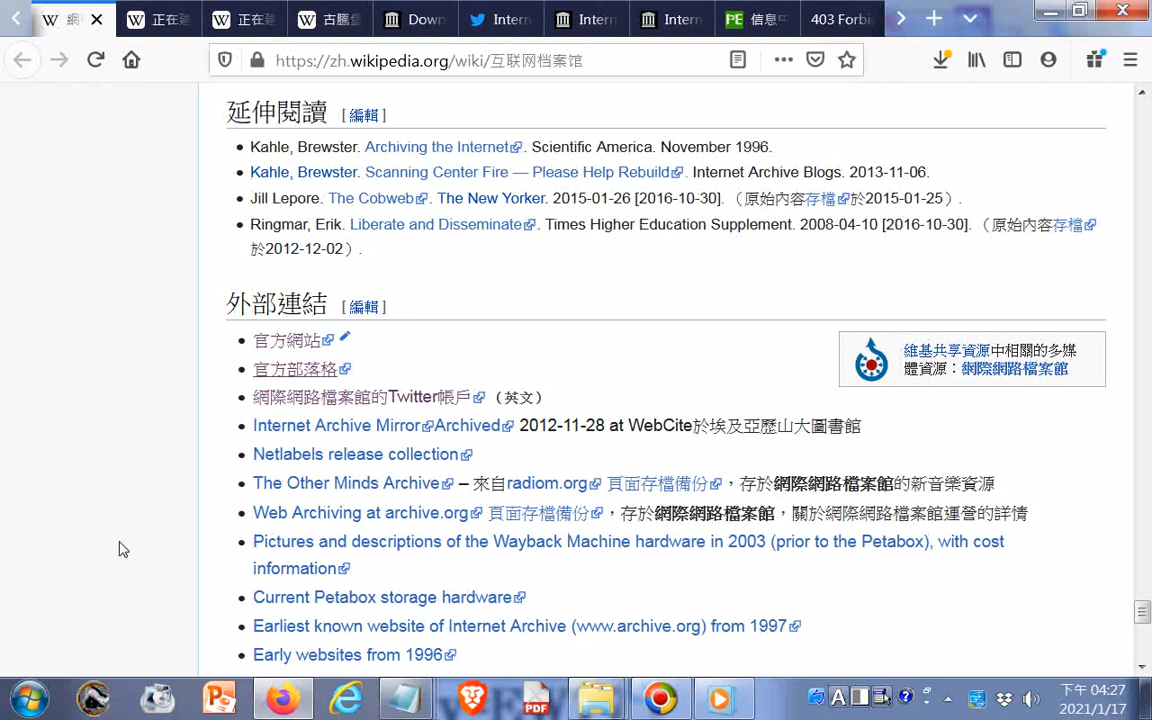 網
正在
正在
古騰
Down
Intern
Intern
Intern
PE 信息中
403 Forbi
https://zh.wikipedia.org/wiki/互联网档案馆
延伸閱讀 [編輯]
Kahle, Brewster. Archiving the Internet. Scientific America. November 1996.
Kahle, Brewster. Scanning Center Fire — Please Help Rebuild. Internet Archive Blogs. 2013-11-06.
Jill Lepore. The Cobweb. The New Yorker. 2015-01-26 [2016-10-30]. （原始內容存檔於2015-01-25）.
Ringmar, Erik. Liberate and Disseminate. Times Higher Education Supplement. 2008-04-10 [2016-10-30]. （原始內容存檔
於2012-12-02）.
外部連結 [編輯]
官方網站
官方部落格
網際網路檔案館的Twitter帳戶 （英文）
Internet Archive MirrorArchived 2012-11-28 at WebCite於埃及亞歷山大圖書館
Netlabels release collection
The Other Minds Archive – 來自radiom.org 頁面存檔備份，存於網際網路檔案館的新音樂資源
Web Archiving at archive.org 頁面存檔備份，存於網際網路檔案館，關於網際網路檔案館運營的詳情
Pictures and descriptions of the Wayback Machine hardware in 2003 (prior to the Petabox), with cost
information
Current Petabox storage hardware
Earliest known website of Internet Archive (www.archive.org) from 1997
Early websites from 1996
維基共享資源中相關的多媒
體資源：網際網路檔案館
PDF
A
下午 04:27
2021/1/17